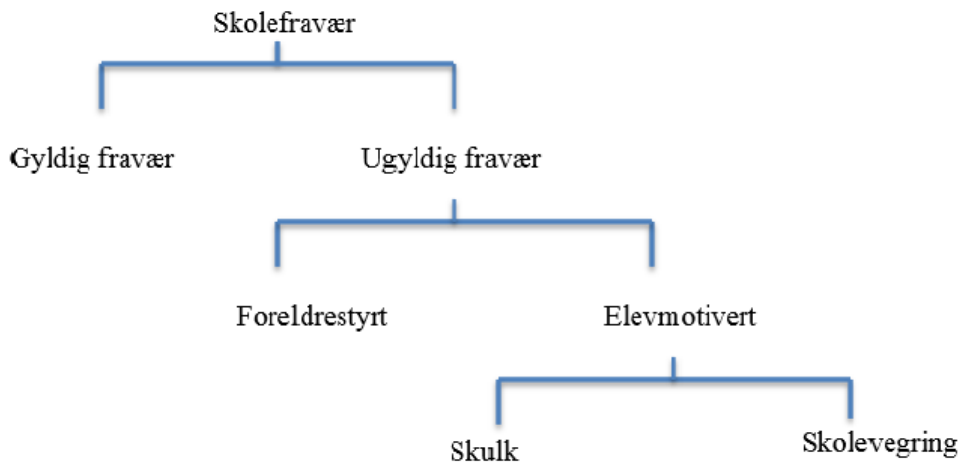 Skolefravær
Gyldig fravær
Ugyldig fravær
Foreldrestyrt
Elevmotivert
Skulk
Skolevegring